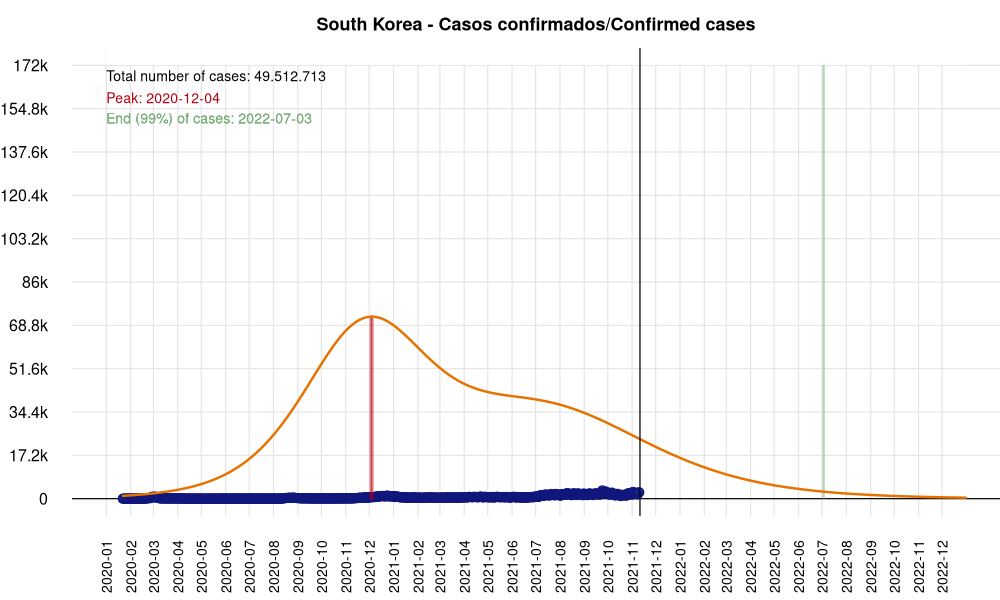 South Korea - Casos confirmados/Confirmed cases
172k
Total number of cases: 49.512.713
Peak: 2020-12-04
154.8k
End (99%) of cases: 2022-07-03
137.6k
120.4k
103.2k
86k
68.8k
51.6k
34.4k
17.2k
0
2020-01
2020-02
2020-03
2020-04
2020-05
2020-06
2020-07
2020-08
2020-09
2020-10
2020-11
2020-12
2021-01
2021-02
2021-03
2021-04
2021-05
2021-06
2021-07
2021-08
2021-09
2021-10
2021-11
2021-12
2022-01
2022-02
2022-03
2022-04
2022-05
2022-06
2022-07
2022-08
2022-09
2022-10
2022-11
2022-12